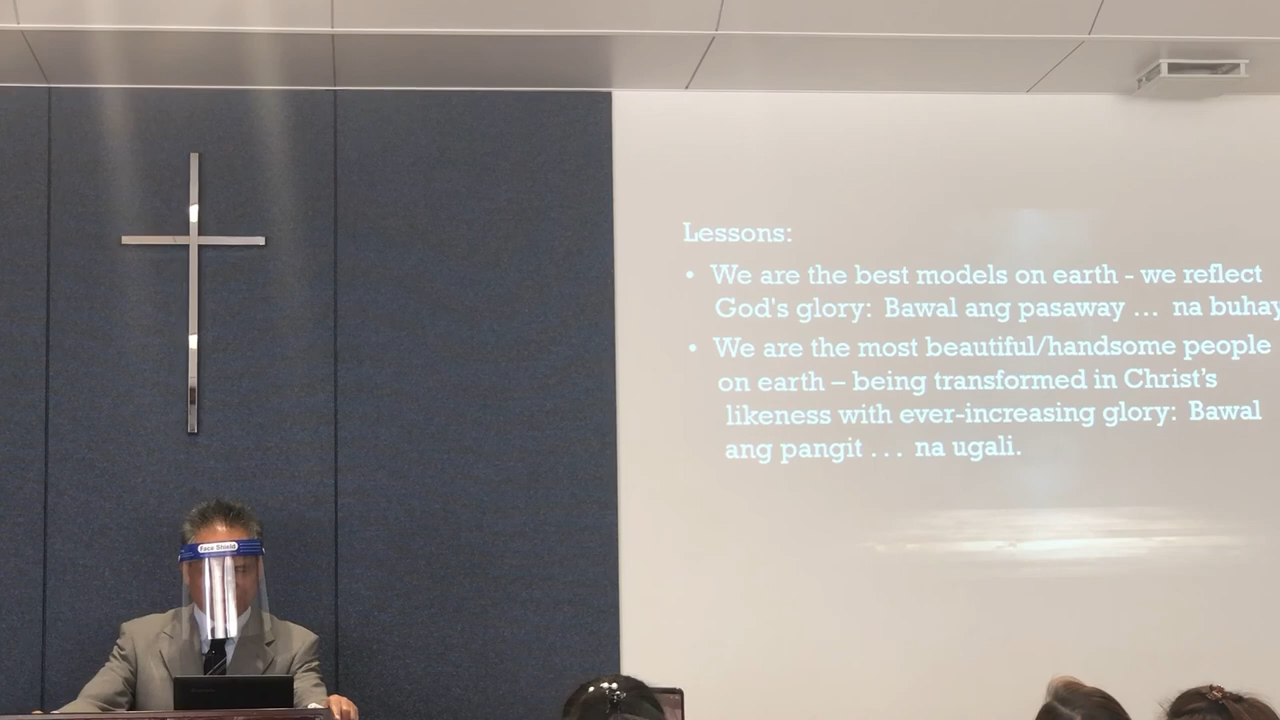 Lessons:
• We are the best models on earth - we reflect
God's glory: Bawal ang pasaway ... na buhay
• We are the most beautiful/handsome people
on earth – being transformed in Christ's
likeness with ever-increasing glory: Bawal
ang pangit ... na ugali.
Face Shield